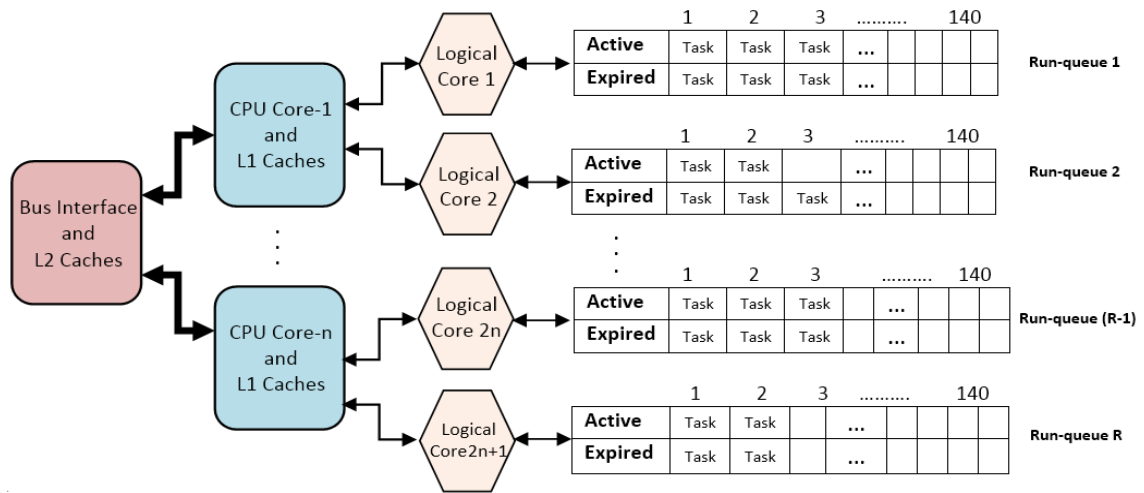 Bus Interface
and
L2 Caches
CPU Core-1
and
L1 Caches
⋮
CPU Core-n
and
L1 Caches
Logical
Core 1
Logical
Core 2
Logical
Core 2n
Logical
Core2n+1
1 2 3 ………. 140
Active Task Task Task ...
Expired Task Task Task ...
Run-queue 1
1 2 3 ………. 140
Active Task Task ...
Expired Task Task Task ...
Run-queue 2
⋮
1 2 3 ………. 140
Active Task Task Task ...
Expired Task Task Task ...
Run-queue (R-1)
1 2 3 ………. 140
Active Task Task ...
Expired Task Task ...
Run-queue R